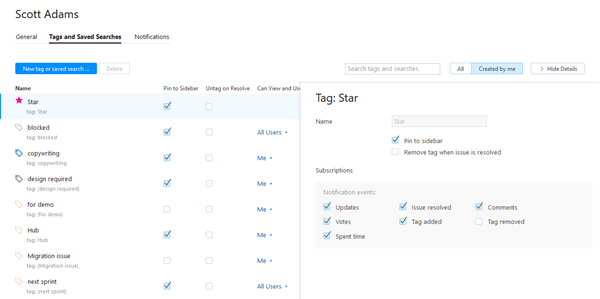 Scott Adams
General Tags and Saved Searches Notifications
New tag or saved search ... Delete Search tags and searches All Created by me > Hide Details
Name Pin to Sidebar Untag on Resolve Can View and Use
Star
tag: Star
blocked All Users
tag: blocked
copywriting Me
tag: copywriting
design required Me
tag: {design required}
for demo Me
tag: {for demo}
Hub Me
tag: Hub
Migration issue Me
tag: {Migration issue}
next sprint All Users
tag: {next sprint}
Tag: Star
Name Star
Pin to sidebar
Remove tag when issue is resolved
Subscriptions
Notification events:
Updates Issue resolved Comments
Votes Tag added Tag removed
Spent time